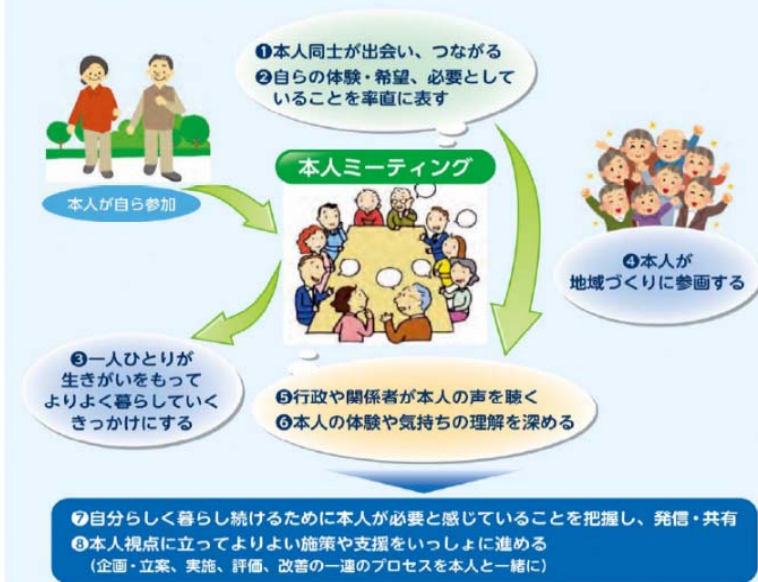 ❶本人同士が出会い、つながる
❷自らの体験・希望、必要として
いることを率直に表す
本人ミーティング
本人が自ら参加
❹本人が
地域づくりに参画する
❸一人ひとりが
生きがいをもって
よりよく暮らしていく
きっかけにする
❺行政や関係者が本人の声を聴く
❻本人の体験や気持ちの理解を深める
❼自分らしく暮らし続けるために本人が必要と感じていることを把握し、発信・共有
❽本人視点に立ってよりよい施策や支援をいっしょに進める
(企画・立案、実施、評価、改善の一連のプロセスを本人と一緒に)